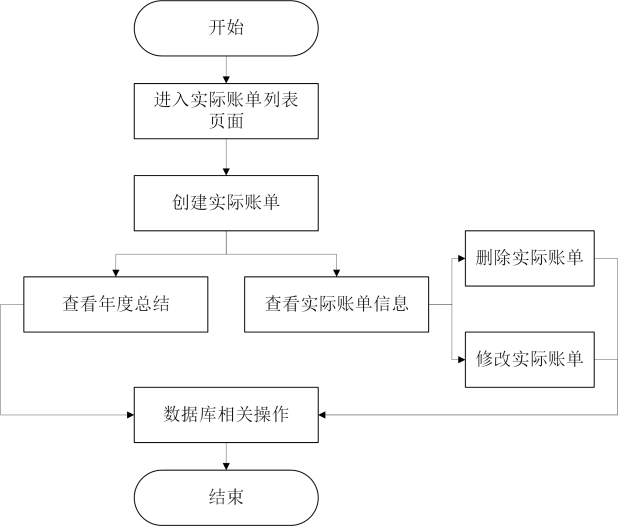 开始
进入实际账单列表
页面
创建实际账单
删除实际账单
查看年度总结
查看实际账单信息
修改实际账单
数据库相关操作
结束